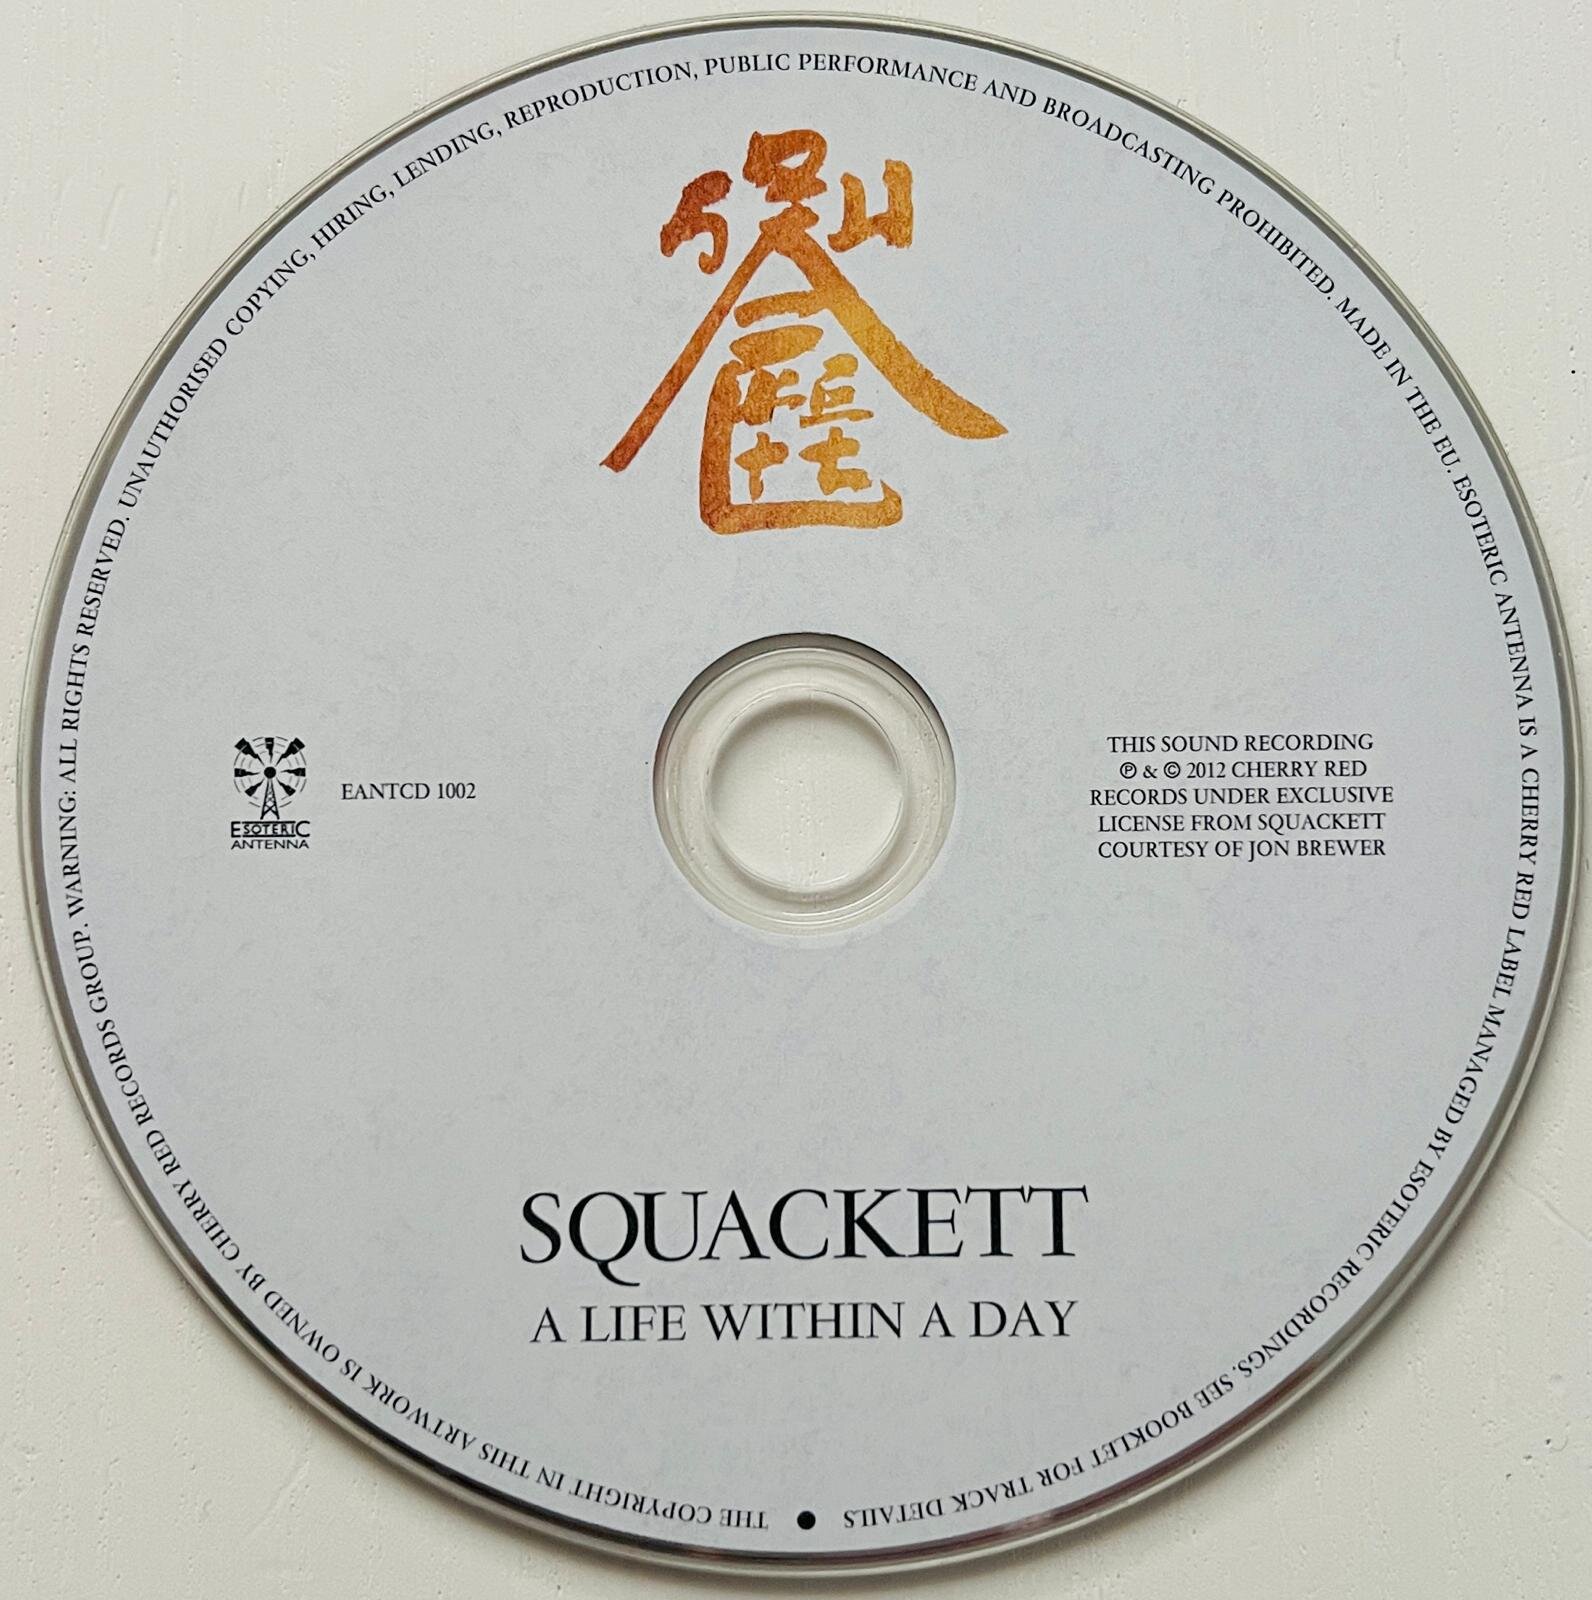 THE COPYRIGHT IN THIS ARTWORK IS OWNED BY CHERRY RED RECORDS GROUP. WARNING: ALL RIGHTS RESERVED. UNAUTHORISED COPYING, HIRING, LENDING, REPRODUCTION, PUBLIC PERFORMANCE AND BROADCASTING PROHIBITED. MADE IN THE EU. ESOTERIC ANTENNA IS A CHERRY RED LABEL MANAGED BY ESOTERIC RECORDINGS. SEE BOOKLET FOR TRACK DETAILS ●
ESOTERIC
ANTENNA
EANTCD 1002
THIS SOUND RECORDING
℗ & © 2012 CHERRY RED
RECORDS UNDER EXCLUSIVE
LICENSE FROM SQUACKETT
COURTESY OF JON BREWER
SQUACKETT
A LIFE WITHIN A DAY